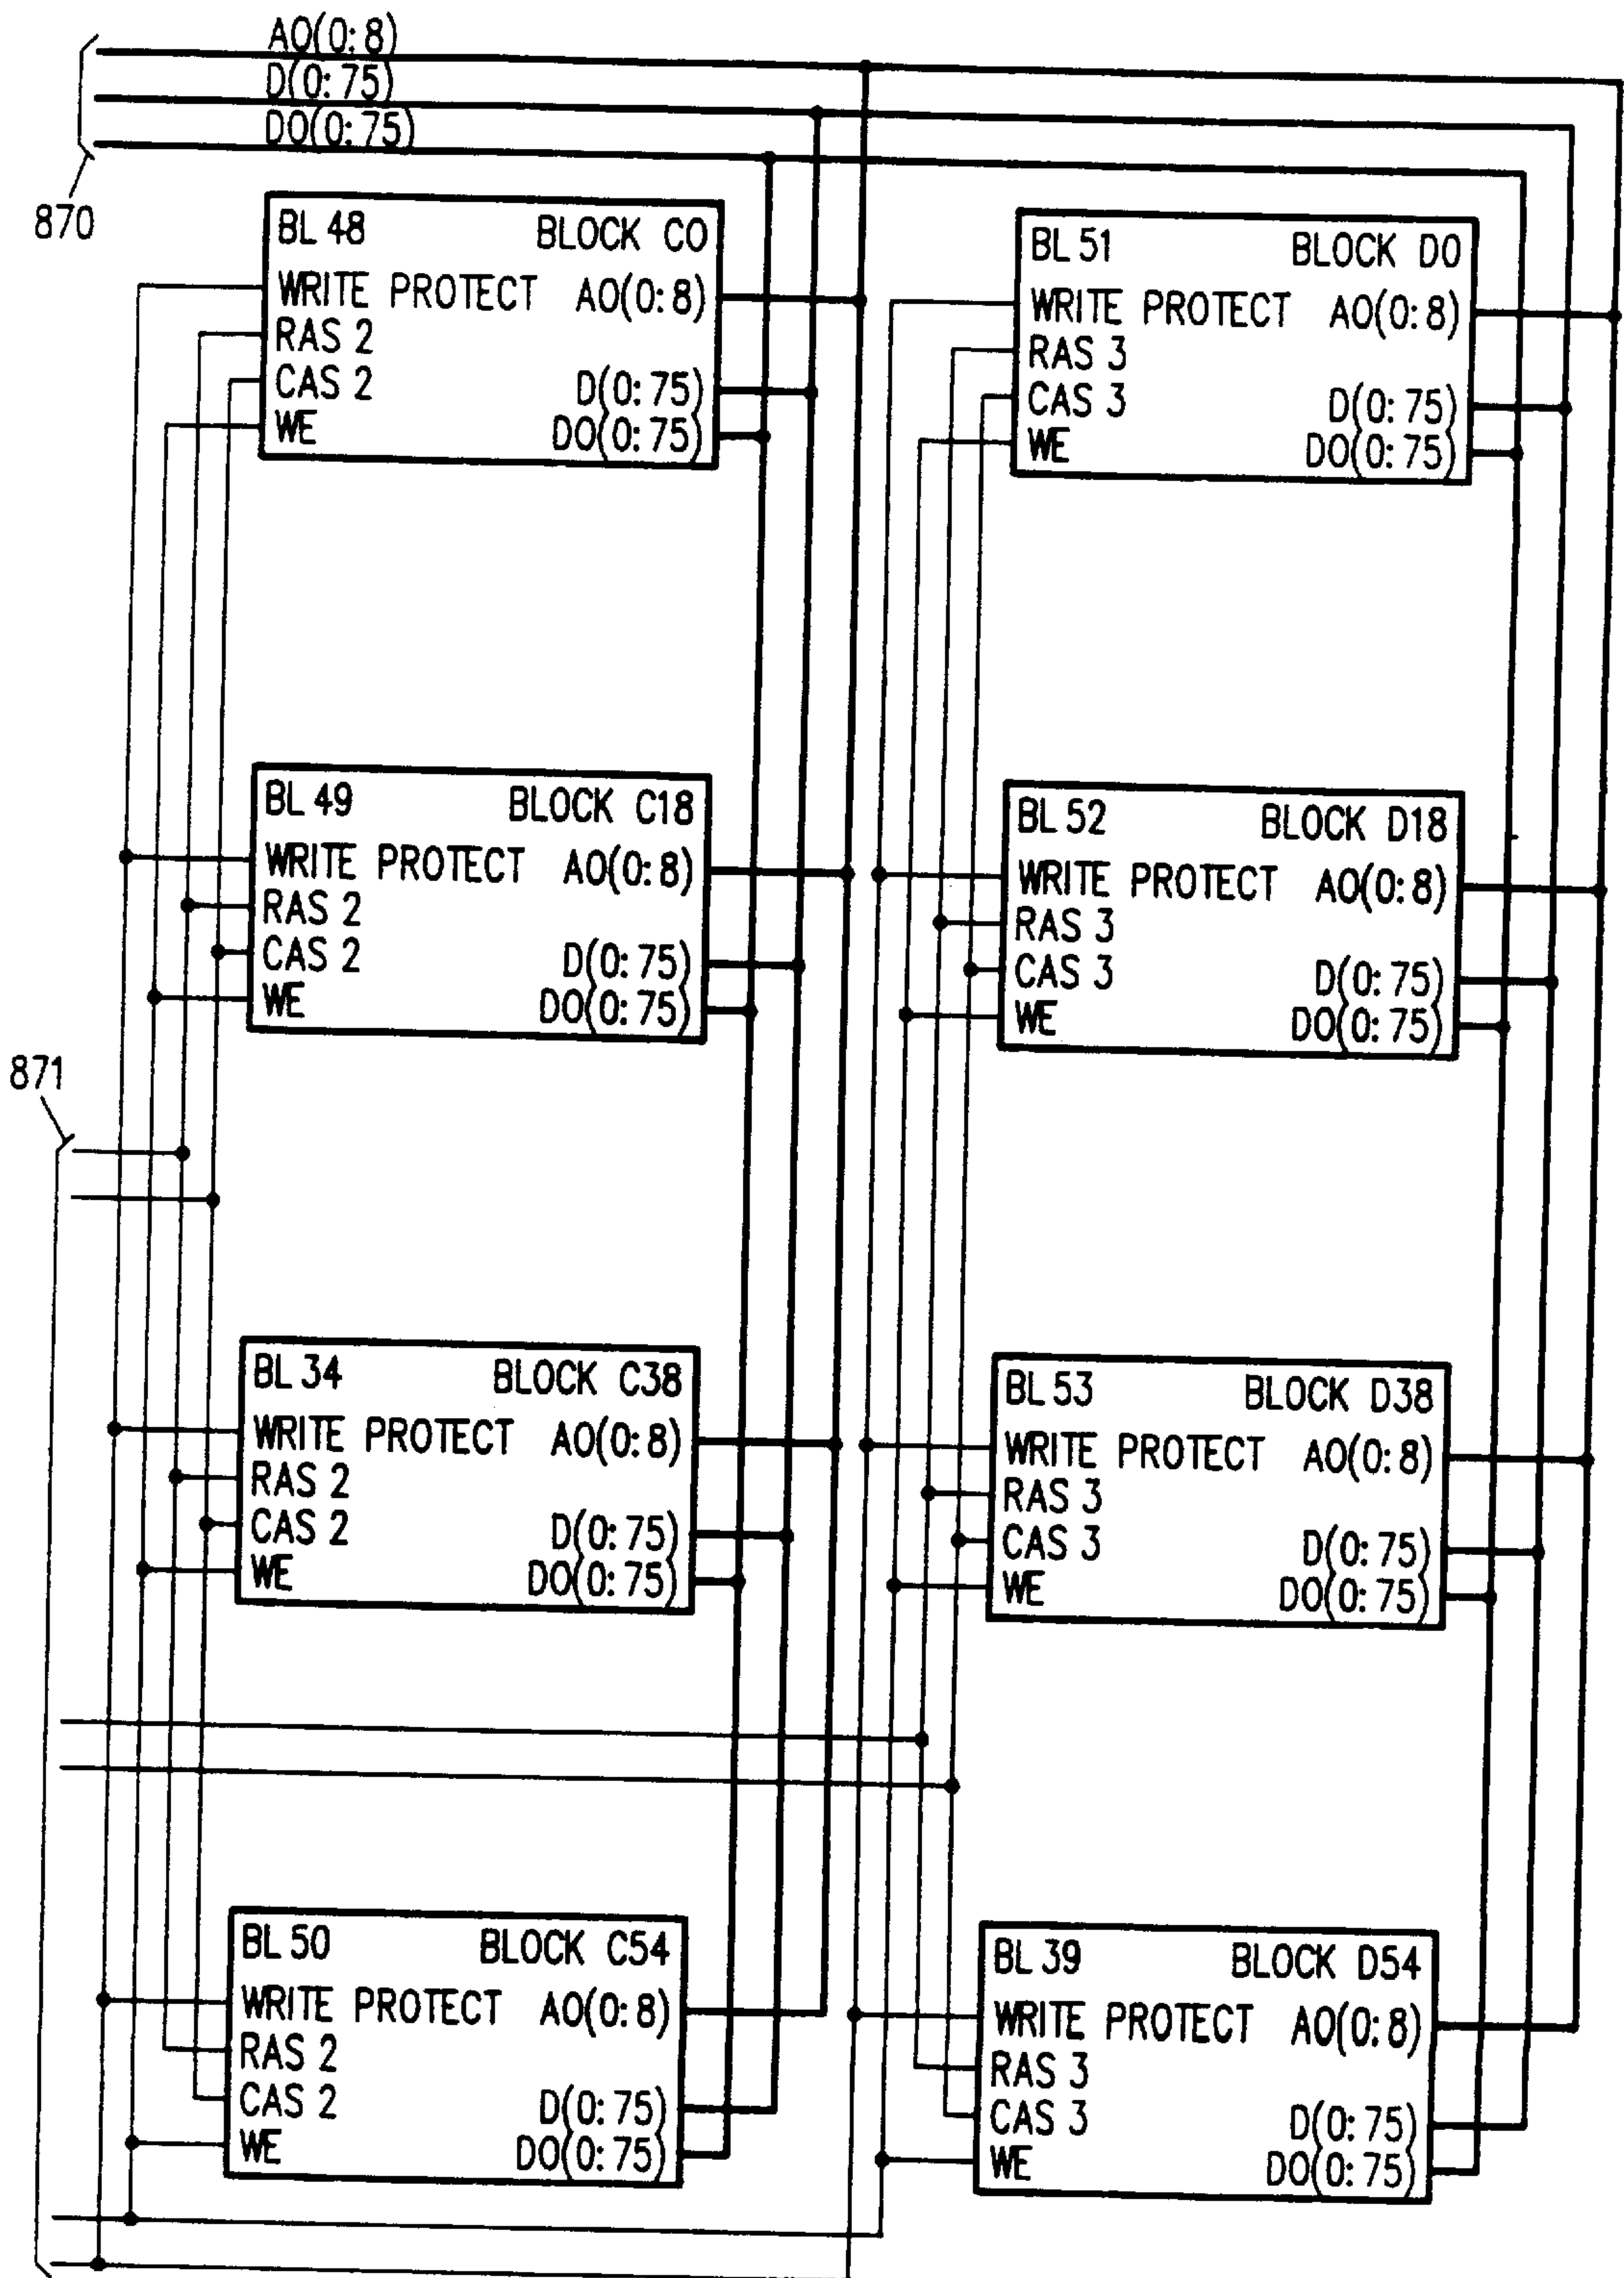 AO(0:8)
D(0:75)
DO(0:75)
870
BL 48 BLOCK CO
WRITE PROTECT AO(0:8)
RAS 2
CAS 2 D(0:75)
WE DO(0:75)
BL 51 BLOCK DO
WRITE PROTECT AO(0:8)
RAS 3
CAS 3 D(0:75)
WE DO(0:75)
BL 49 BLOCK C18
WRITE PROTECT AO(0:8)
RAS 2
CAS 2 D(0:75)
WE DO(0:75)
BL 52 BLOCK D18
WRITE PROTECT AO(0:8)
RAS 3
CAS 3 D(0:75)
WE DO(0:75)
871
BL 34 BLOCK C38
WRITE PROTECT AO(0:8)
RAS 2
CAS 2 D(0:75)
WE DO(0:75)
BL 53 BLOCK D38
WRITE PROTECT AO(0:8)
RAS 3
CAS 3 D(0:75)
WE DO(0:75)
BL 50 BLOCK C54
WRITE PROTECT AO(0:8)
RAS 2
CAS 2 D(0:75)
WE DO(0:75)
BL 39 BLOCK D54
WRITE PROTECT AO(0:8)
RAS 3
CAS 3 D(0:75)
WE DO(0:75)